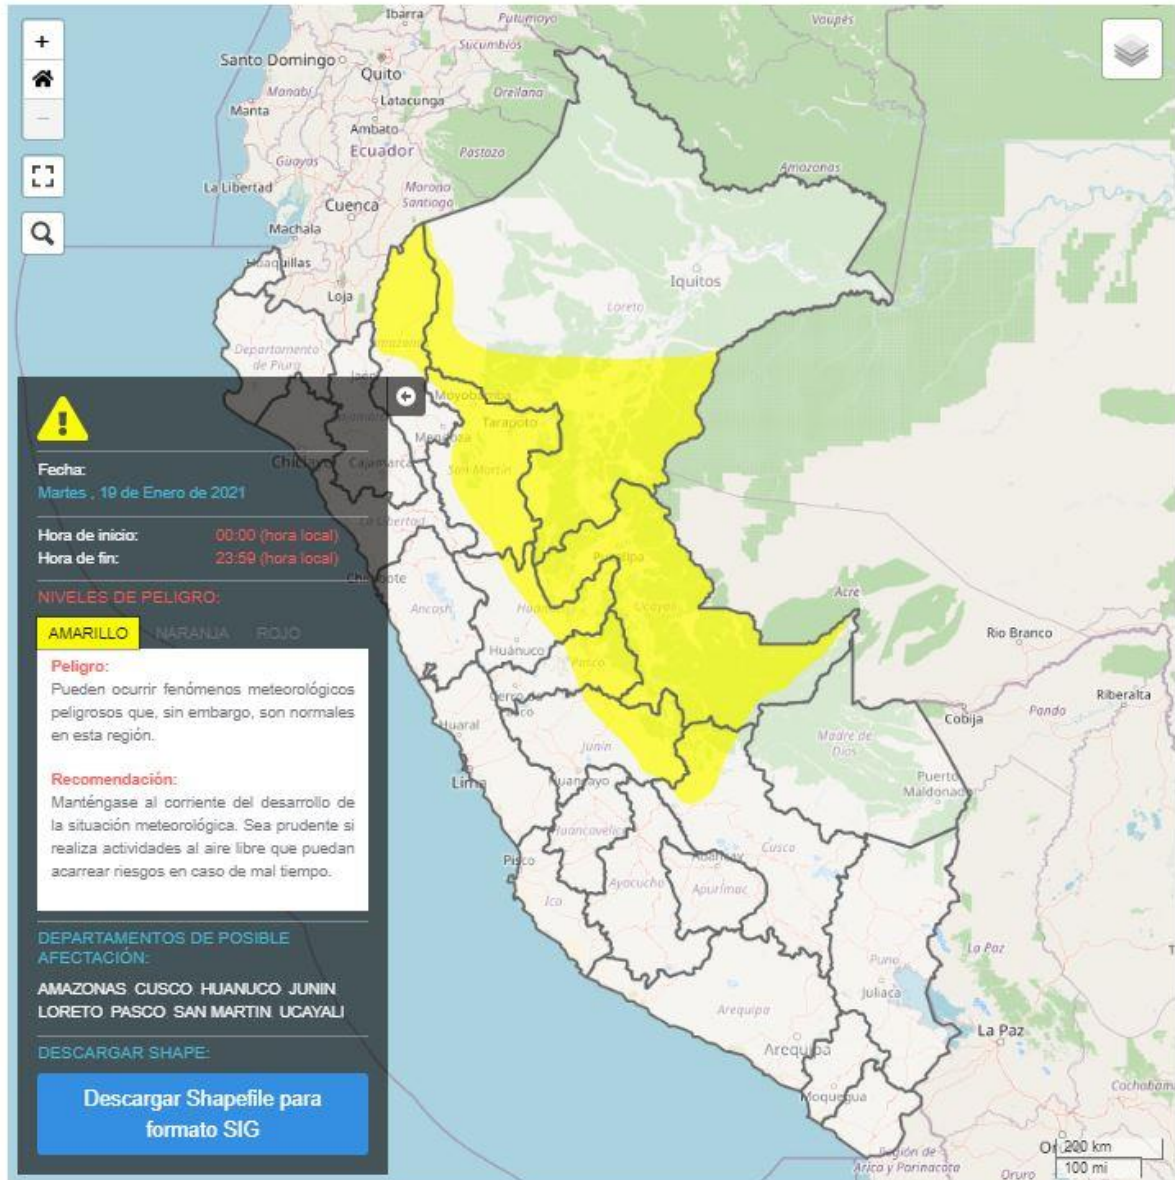 Ibarra
Putumayo
Vaupés
+
Santo Domingo
Sucumbíos
Quito
Manabí
Orellana
Latacunga
Manta
Ambato
Ecuador
Pastaza
Guayas
Amazonas
La Libertad
Morona
Santiago
Cuenca
Machala
Huaquillas
Iquitos
Loja
Loreto
Departamento
de Piura
Jaén
Moyobamba
Tarapoto
Mendoza
San Martín
Chiclayo
Cajamarca
La Libertad
Ancash
Pucallpa
Ucayali
Huánuco
Pasco
Acre
Rio Branco
Riberalta
Cobija
Pando
Huaral
Junín
Madre de
Dios
Puerto
Maldonado
Lima
Huancayo
Huancavelica
Cusco
Pisco
Abancay
Ayacucho
Apurímac
Ica
La Paz
Puno
Juliaca
Arequipa
La Paz
Arequipa
Moquegua
Región de
Arica y Parinacota
Oruro
200 km
100 mi
Fecha:
Martes , 19 de Enero de 2021
Hora de inicio: 00:00 (hora local)
Hora de fin: 23:59 (hora local)
NIVELES DE PELIGRO:
AMARILLO NARANJA ROJO
Peligro:
Pueden ocurrir fenómenos meteorológicos
peligrosos que, sin embargo, son normales
en esta región.
Recomendación:
Manténgase al corriente del desarrollo de
la situación meteorológica. Sea prudente si
realiza actividades al aire libre que puedan
acarrear riesgos en caso de mal tiempo.
DEPARTAMENTOS DE POSIBLE
AFECTACIÓN:
AMAZONAS CUSCO HUANUCO JUNIN
LORETO PASCO SAN MARTIN UCAYALI
DESCARGAR SHAPE:
Descargar Shapefile para
formato SIG